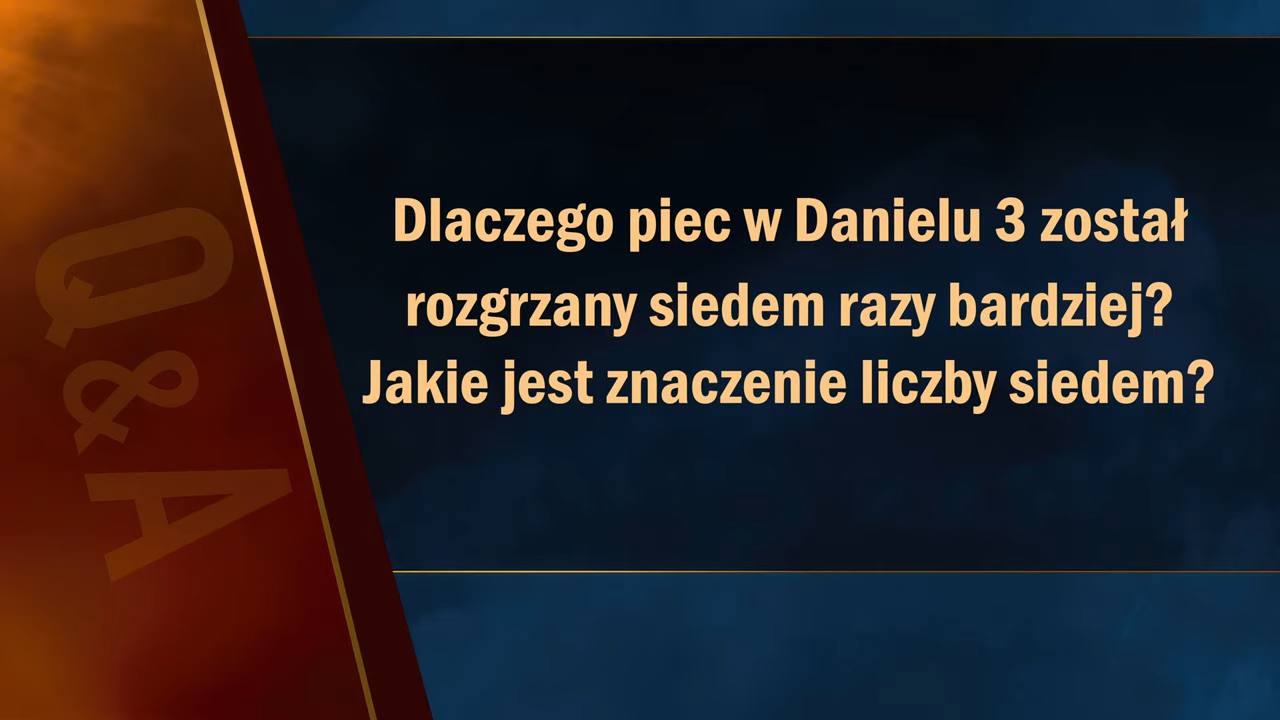 Q&A
Dlaczego piec w Danielu 3 został
rozgrzany siedem razy bardziej?
Jakie jest znaczenie liczby siedem?